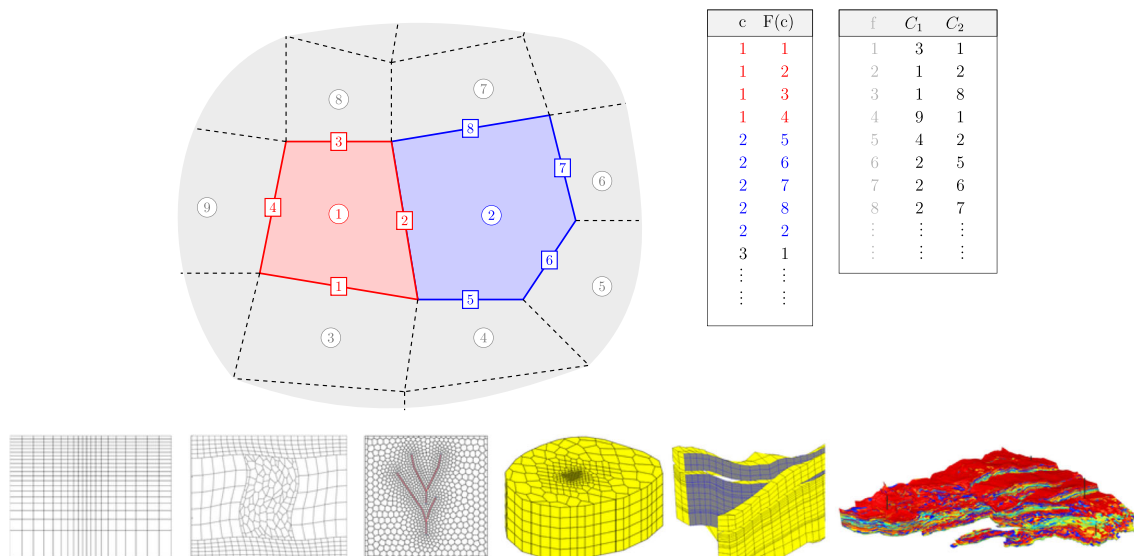 8
7
3
8
7
9
4
1
2
2
6
6
1
5
5
3
4
c F(c)
1 1
1 2
1 3
1 4
2 5
2 6
2 7
2 8
2 2
3 1
⋮ ⋮
⋮ ⋮
f C₁ C₂
1 3 1
2 1 2
3 1 8
4 9 1
5 4 2
6 2 5
7 2 6
8 2 7
⋮ ⋮ ⋮
⋮ ⋮ ⋮